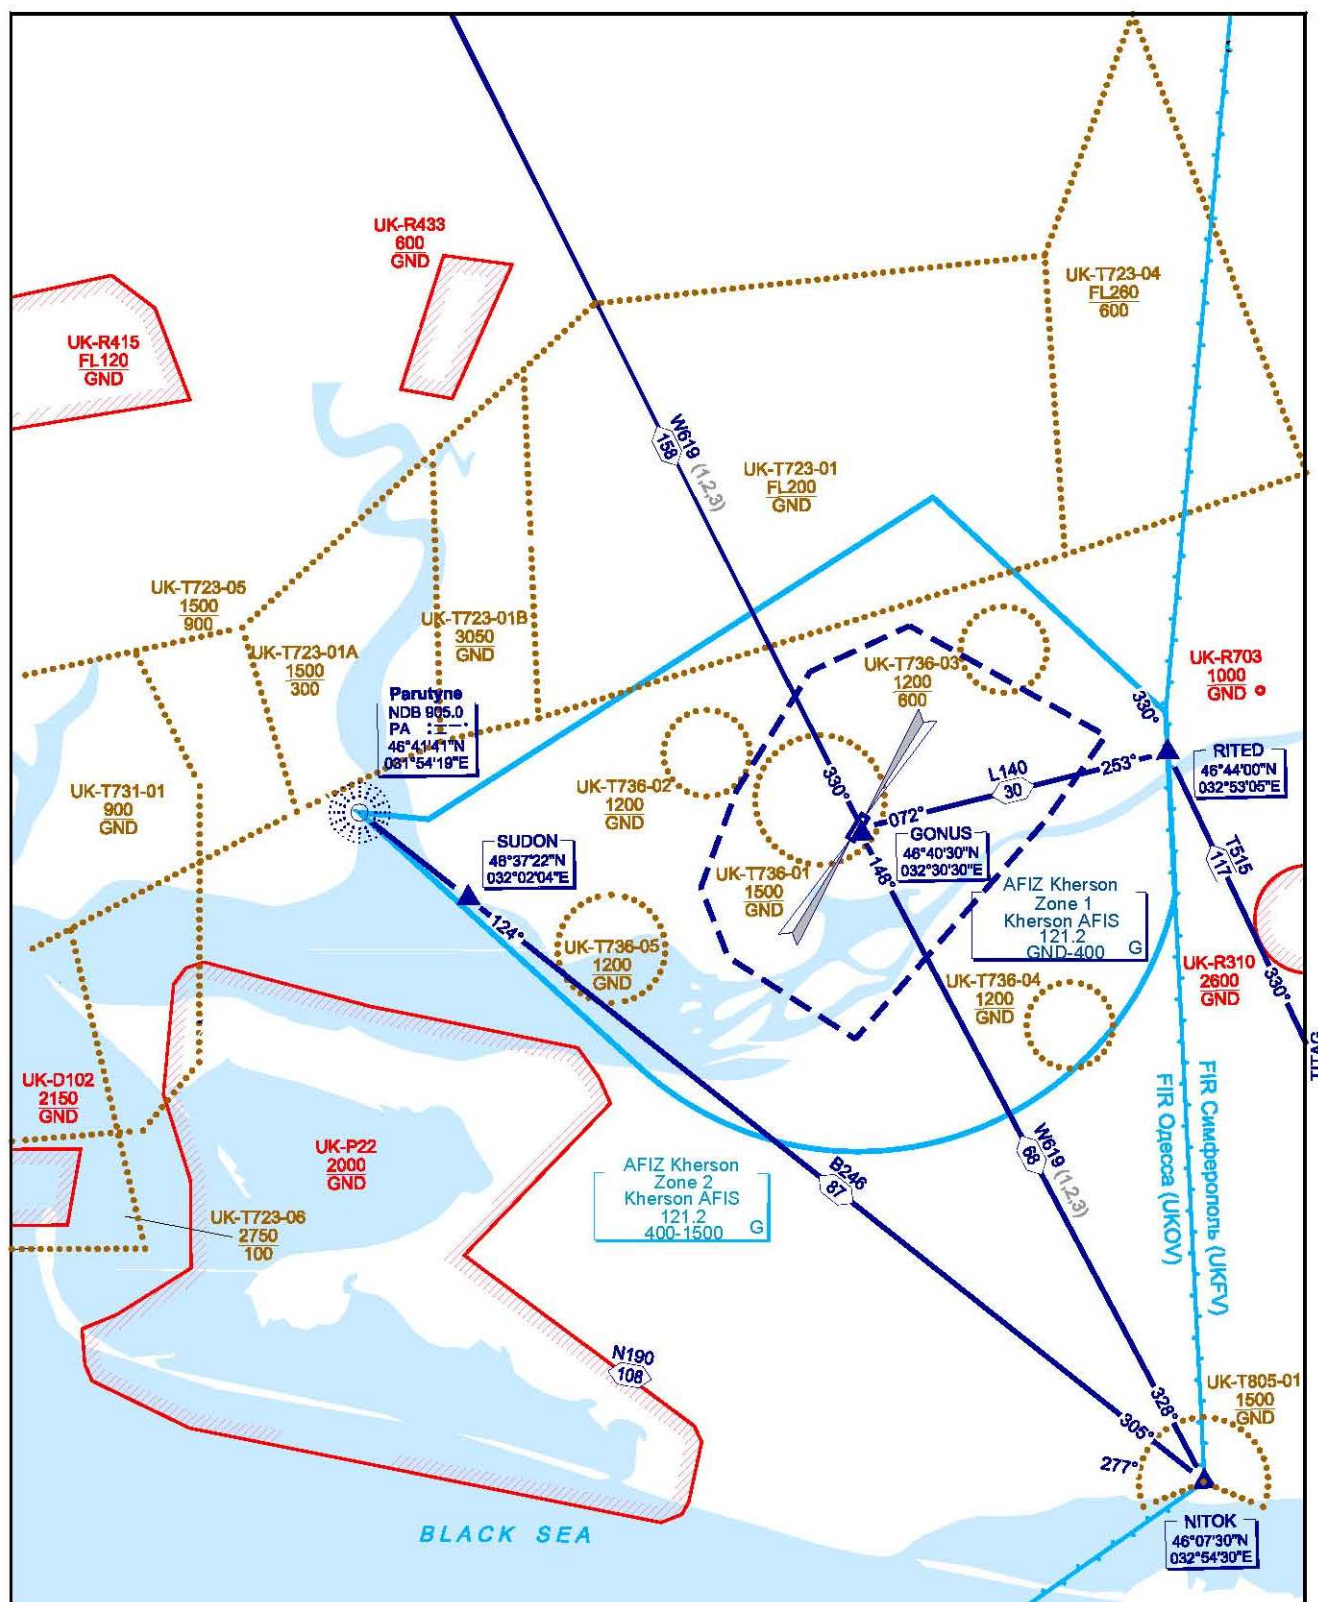 UK-R433
600
GND
UK-R415
FL120
GND
UK-T723-04
FL260
600
W619 (1,2,3)
158
UK-T723-01
FL200
GND
UK-T723-05
1500
900
UK-T723-01A
1500
300
UK-T723-01B
3050
GND
UK-T736-03
1200
600
UK-R703
1000
GND
Parutyne
NDB 905.0
PA
46°41'41"N
031°54'19"E
330°
RITED
46°44'00"N
032°53'05"E
UK-T731-01
900
GND
UK-T736-02
1200
GND
330°
L140
30
253°
072°
GONUS
46°40'30"N
032°30'30"E
148°
T515
117
SUDON
46°37'22"N
032°02'04"E
UK-T736-01
1500
GND
AFIZ Kherson
Zone 1
Kherson AFIS
121.2
GND-400 G
124°
UK-T736-05
1200
GND
UK-T736-04
1200
GND
UK-R310
2600
GND
330°
UK-D102
2150
GND
UK-P22
2000
GND
FIR Симферополь (UKFV)
FIR Одесса (UKOV)
W619 (1,2,3)
68
B246
87
AFIZ Kherson
Zone 2
Kherson AFIS
121.2
400-1500 G
UK-T723-06
2750
100
N190
108
UK-T805-01
1500
GND
328°
305°
277°
BLACK SEA
NITOK
46°07'30"N
032°54'30"E